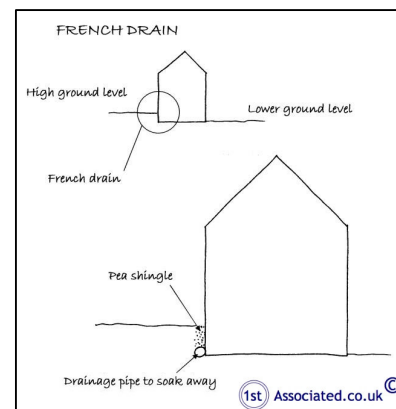 FRENCH DRAIN
High ground level
Lower ground level
French drain
Pea shingle
Drainage pipe to soak away
1st Associated.co.uk ©